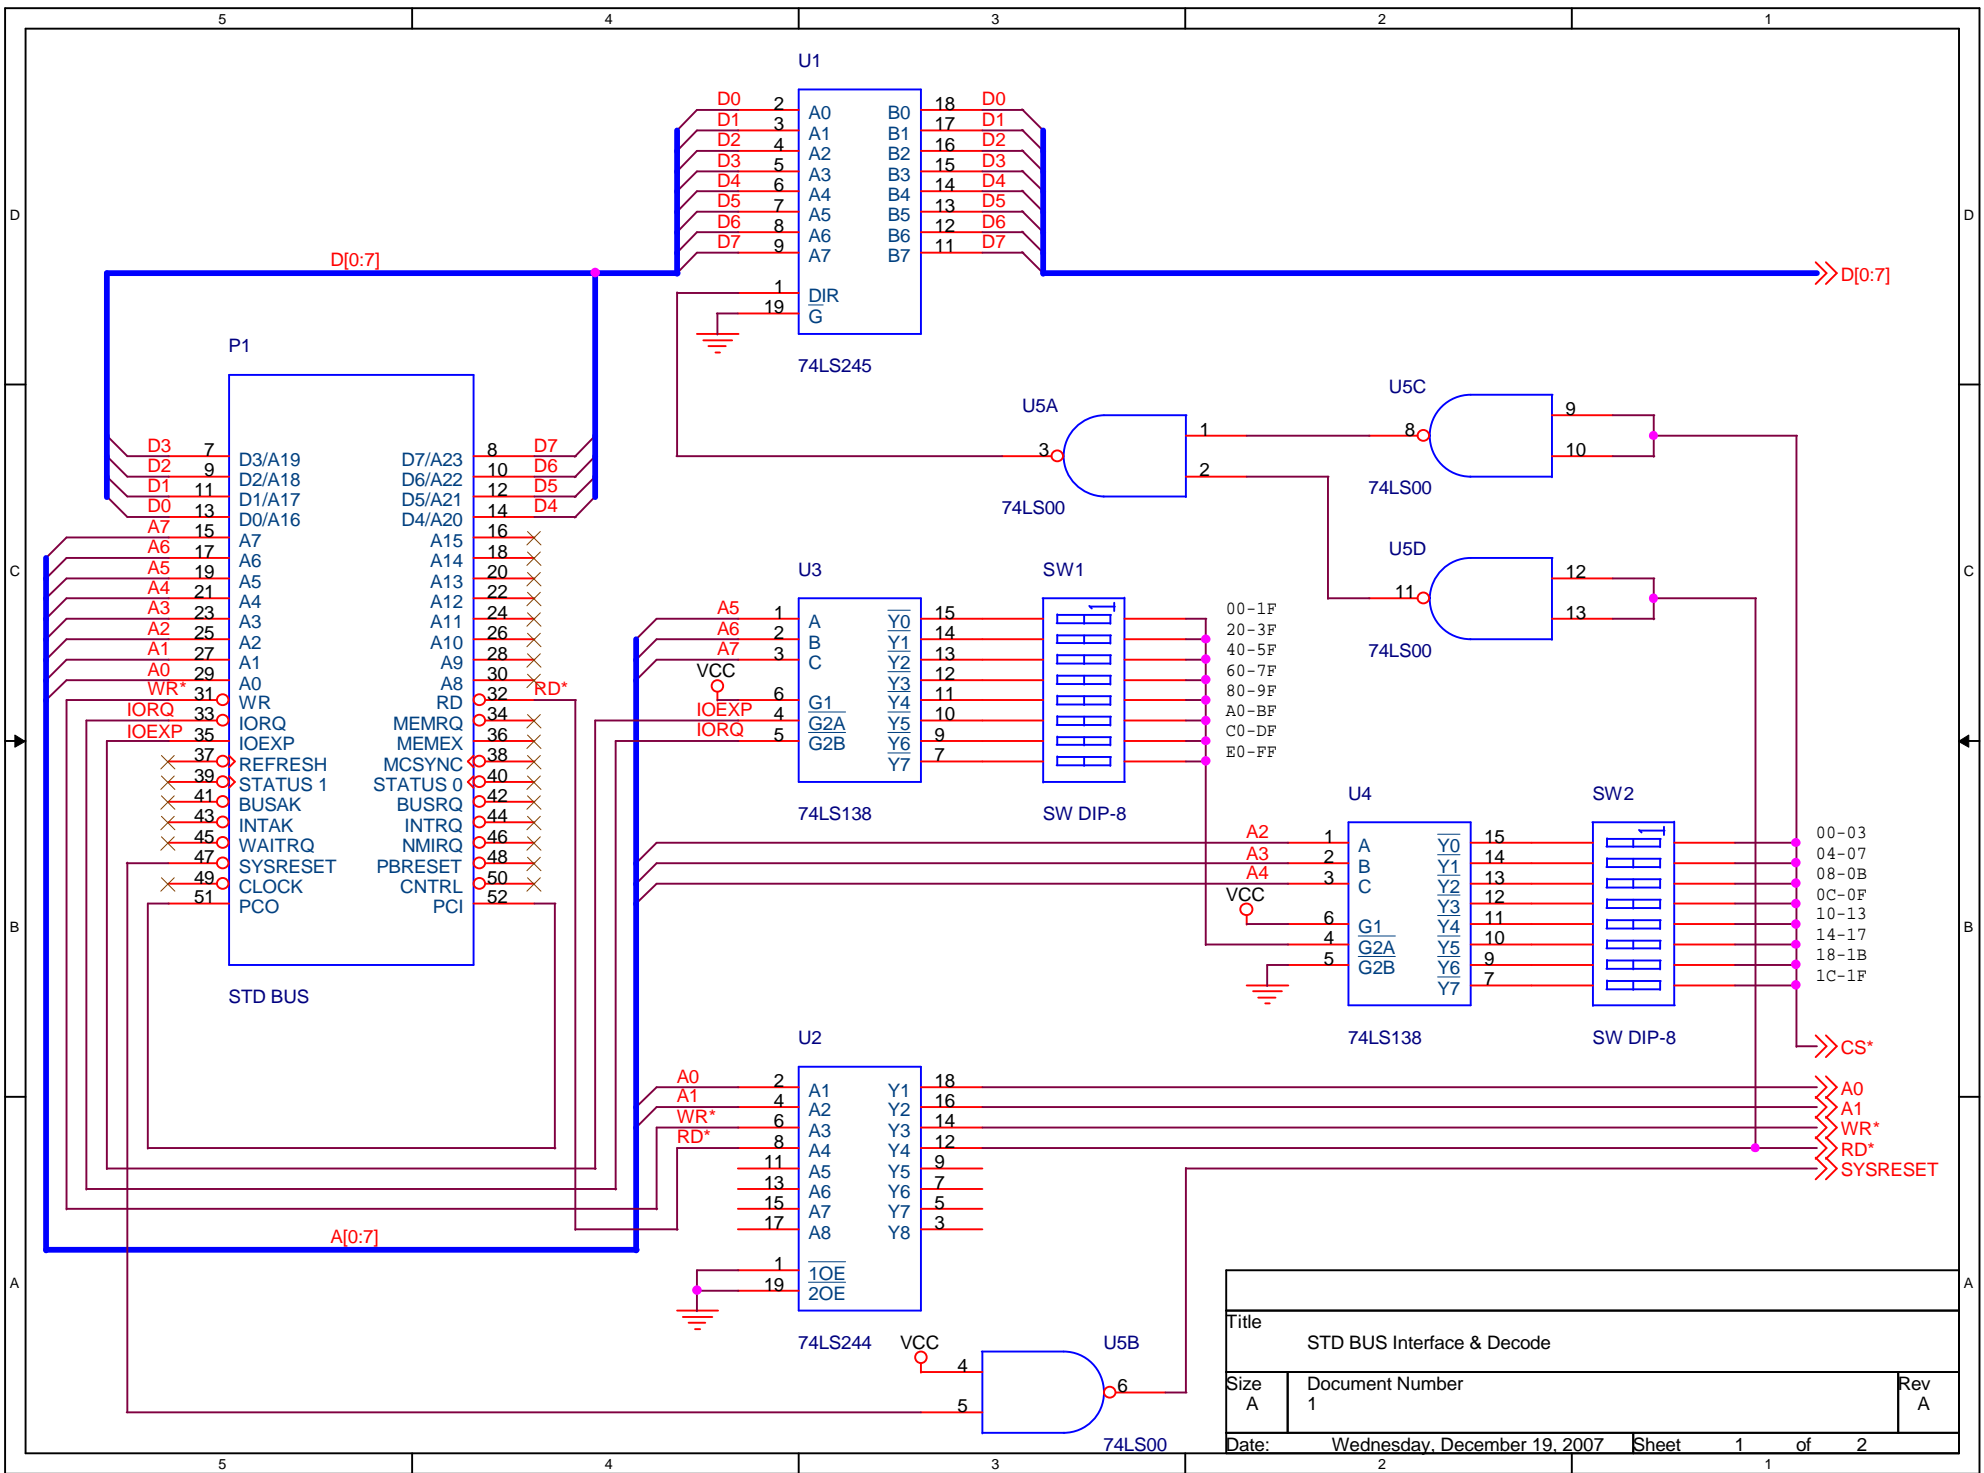 5 4 3 2 1
D
C
B
A
D
C
B
A
U1
D0 2 A0 B0 18 D0
D1 3 A1 B1 17 D1
D2 4 A2 B2 16 D2
D3 5 A3 B3 15 D3
D4 6 A4 B4 14 D4
D5 7 A5 B5 13 D5
D6 8 A6 B6 12 D6
D7 9 A7 B7 11 D7
1 DIR
19 G
74LS245
D[0:7]
D[0:7]
P1
D3 7 D3/A19 D7/A23 8 D7
D2 9 D2/A18 D6/A22 10 D6
D1 11 D1/A17 D5/A21 12 D5
D0 13 D0/A16 D4/A20 14 D4
A7 15 A7 A15 16
A6 17 A6 A14 18
A5 19 A5 A13 20
A4 21 A4 A12 22
A3 23 A3 A11 24
A2 25 A2 A10 26
A1 27 A1 A9 28
A0 29 A0 A8 30
WR* 31 WR RD 32 RD*
IORQ 33 IORQ MEMRQ 34
IOEXP 35 IOEXP MEMEX 36
37 REFRESH MCSYNC 38
39 STATUS 1 STATUS 0 40
41 BUSAK BUSRQ 42
43 INTAK INTRQ 44
45 WAITRQ NMIRQ 46
47 SYSRESET PBRESET 48
49 CLOCK CNTRL 50
51 PCO PCI 52
STD BUS
U5A
3 1
2
74LS00
U5C
8 9
10
74LS00
U5D
11 12
13
74LS00
U3
A5 1 A Y0 15
A6 2 B Y1 14
A7 3 C Y2 13
VCC Y3 12
6 G1 Y4 11
IOEXP 4 G2A Y5 10
IORQ 5 G2B Y6 9
Y7 7
74LS138
SW1
1
SW DIP-8
00-1F
20-3F
40-5F
60-7F
80-9F
A0-BF
C0-DF
E0-FF
U4
A2 1 A Y0 15
A3 2 B Y1 14
A4 3 C Y2 13
VCC Y3 12
6 G1 Y4 11
4 G2A Y5 10
5 G2B Y6 9
Y7 7
74LS138
SW2
1
SW DIP-8
00-03
04-07
08-0B
0C-0F
10-13
14-17
18-1B
1C-1F
CS*
A0
A1
WR*
RD*
SYSRESET
U2
A0 2 A1 Y1 18
A1 4 A2 Y2 16
WR* 6 A3 Y3 14
RD* 8 A4 Y4 12
11 A5 Y5 9
13 A6 Y6 7
15 A7 Y7 5
17 A8 Y8 3
1 1OE
19 2OE
74LS244
A[0:7]
VCC
U5B
4
5 6
74LS00
Title
STD BUS Interface & Decode
Size Document Number Rev
A 1 A
Date: Wednesday, December 19, 2007 Sheet 1 of 2
5 4 3 2 1